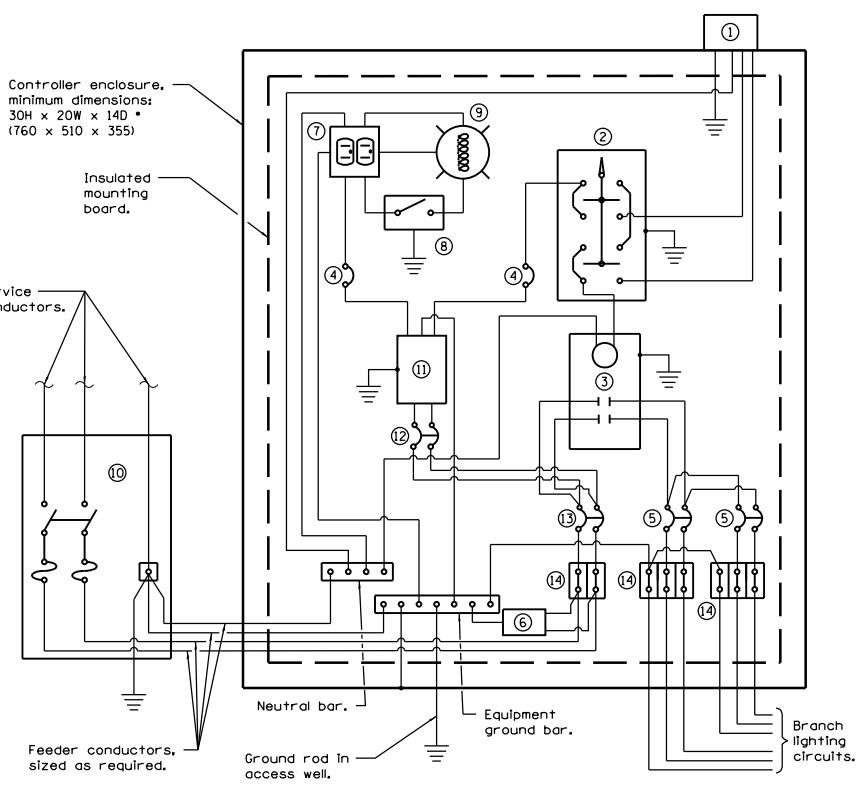 1
Controller enclosure,
minimum dimensions:
30H x 20W x 14D *
(760 x 510 x 355)
7
9
2
Insulated
mounting
board.
8
4
4
rvice
nductors.
11
3
12
10
13
5
5
14
14
14
6
Neutral bar.
Equipment
ground bar.
Feeder conductors,
sized as required.
Ground rod in
access well.
Branch
lighting
circuits.